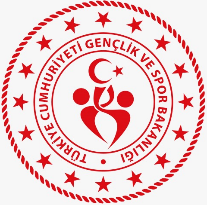 TÜRKİYE CUMHURİYETİ GENÇLİK VE SPOR BAKANLIĞI